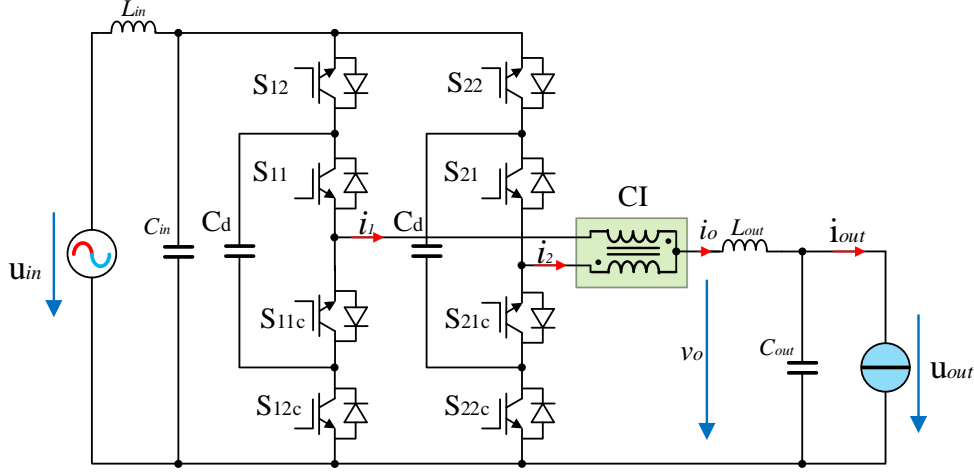 Lin
S12
S22
S11
S21
CI
Cin
Cd
Cd
i1
io
Lout
iout
uin
i2
S11c
S21c
vo
Cout
uout
S12c
S22c